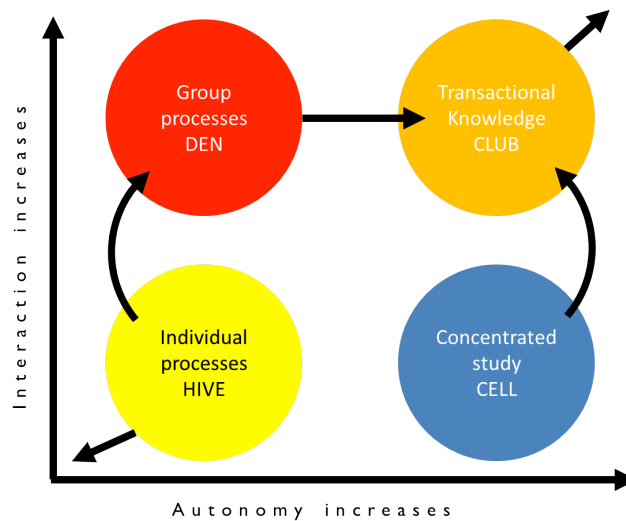 Group
processes
DEN
Transactional
Knowledge
CLUB
Interaction increases
Individual
processes
HIVE
Concentrated
study
CELL
Autonomy increases